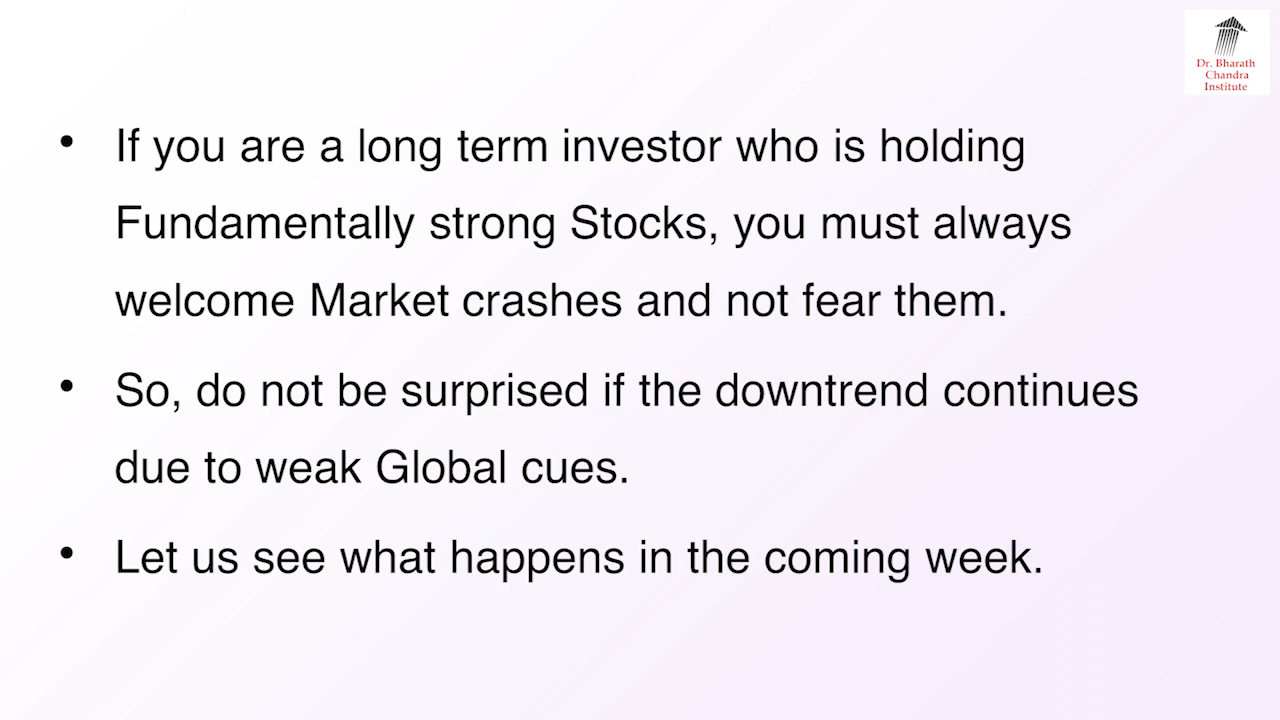 Dr. Bharath
Chandra
Institute
• If you are a long term investor who is holding
Fundamentally strong Stocks, you must always
welcome Market crashes and not fear them.
• So, do not be surprised if the downtrend continues
due to weak Global cues.
• Let us see what happens in the coming week.